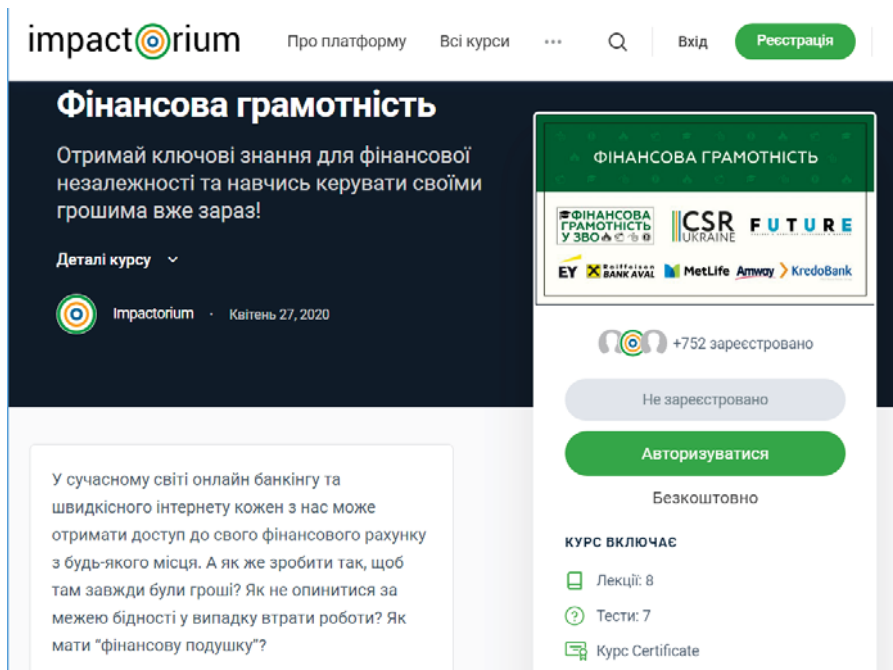 impactorium
Про платформу
Всі курси
...
Вхід
Реєстрація
Фінансова грамотність
Отримай ключові знання для фінансової
незалежності та навчись керувати своїми
грошима вже зараз!
Деталі курсу
Impactorium · Квітень 27, 2020
У сучасному світі онлайн банкінгу та
швидкісного інтернету кожен з нас може
отримати доступ до свого фінансового рахунку
з будь-якого місця. А як же зробити так, щоб
там завжди були гроші? Як не опинитися за
межею бідності у випадку втрати роботи? Як
мати “фінансову подушку”?
ФІНАНСОВА ГРАМОТНІСТЬ
ФІНАНСОВА
ГРАМОТНІСТЬ
У ЗВО
CSR
UKRAINE
FUTURE
EY
Raiffeisen
BANK AVAL
MetLife
Amway
KredoBank
+752 зареєстровано
Не зареєстровано
Авторизуватися
Безкоштовно
КУРС ВКЛЮЧАЄ
Лекції: 8
Тести: 7
Курс Certificate